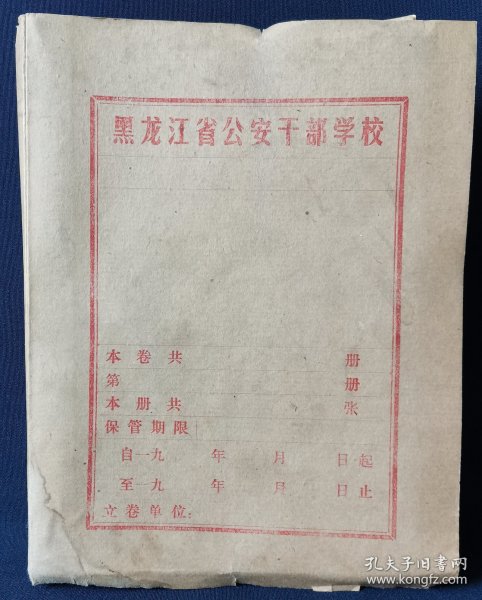 黑龙江省公安干部学校
本卷共 册
第 册
本册共 张
保管期限
自一九 年 月 日起
至一九 年 月 日止
立卷单位:
孔夫子旧书网
www.kongfz.com